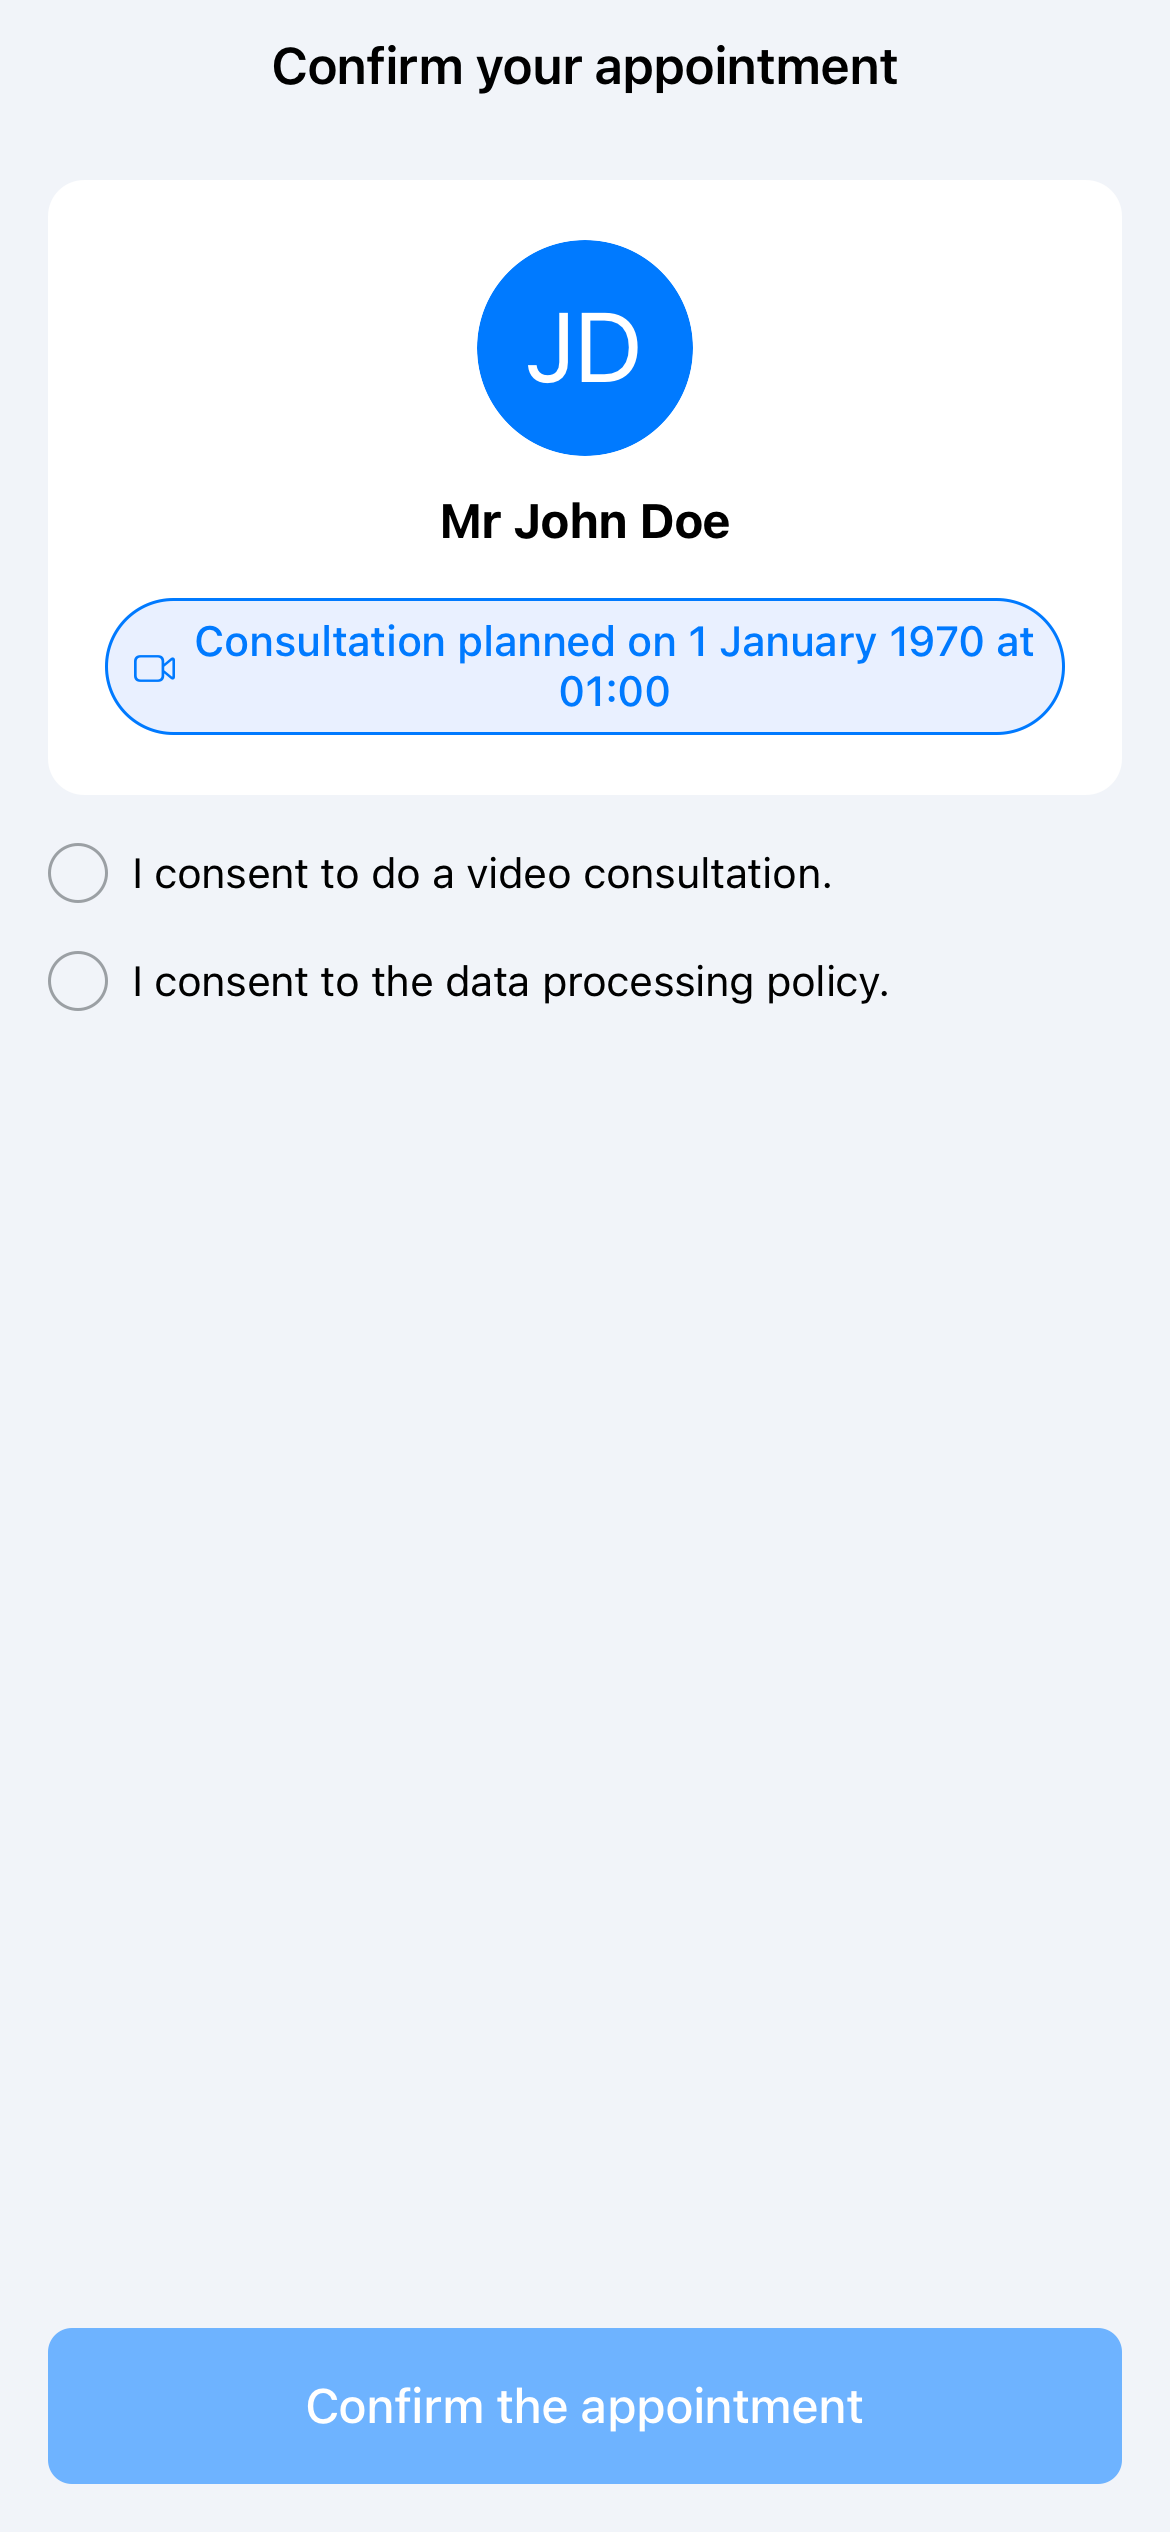 Confirm your appointment
JD
Mr John Doe
Consultation planned on 1 January 1970 at
01:00
I consent to do a video consultation.
I consent to the data processing policy.
Confirm the appointment